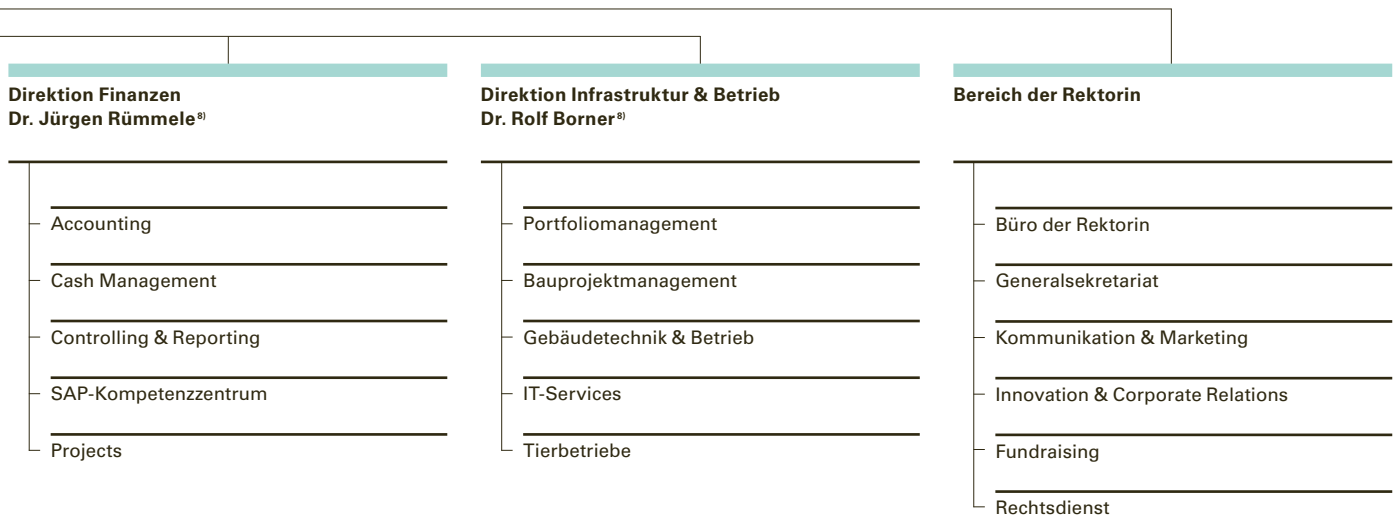 Direktion Finanzen
Dr. Jürgen Rümmele⁸⁾
Accounting
Cash Management
Controlling & Reporting
SAP-Kompetenzzentrum
Projects
Direktion Infrastruktur & Betrieb
Dr. Rolf Borner⁸⁾
Portfoliomanagement
Bauprojektmanagement
Gebäudetechnik & Betrieb
IT-Services
Tierbetriebe
Bereich der Rektorin
Büro der Rektorin
Generalsekretariat
Kommunikation & Marketing
Innovation & Corporate Relations
Fundraising
Rechtsdienst